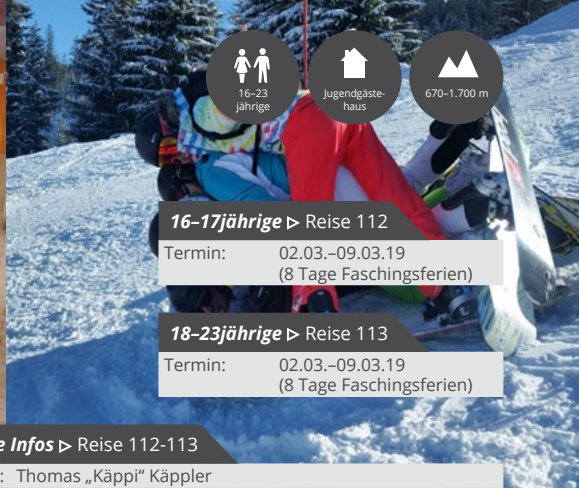 16–23
jährige
Jugendgäste-
haus
670–1.700 m
16–17jährige ▷ Reise 112
Termin: 02.03.–09.03.19
(8 Tage Faschingsferien)
18–23jährige ▷ Reise 113
Termin: 02.03.–09.03.19
(8 Tage Faschingsferien)
e Infos ▷ Reise 112-113
: Thomas „Käppi“ Käppler